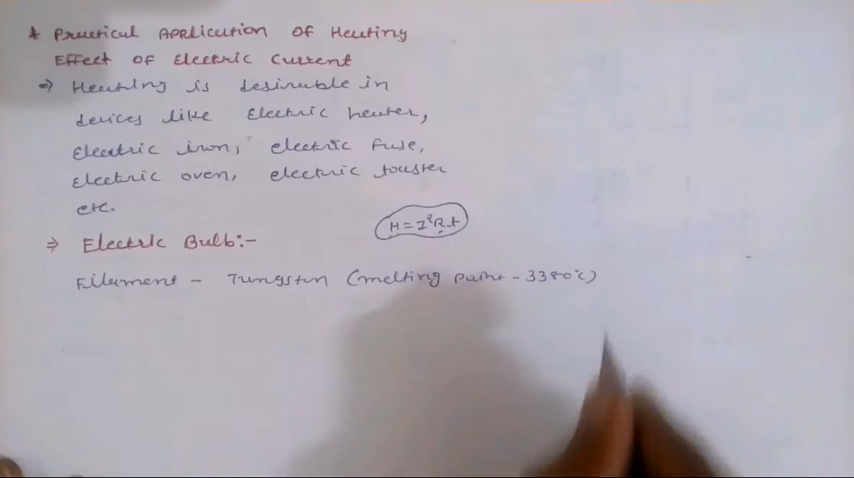 * Practical Application of Heating
Effect of Electric Current
→ Heating is desirable in
devices like Electric heater,
Electric iron, electric fuse,
electric oven, electric toaster
etc.
H = I²R.t
⇒ Electric Bulb:-
Filament - Tungsten (melting point - 3380°C)